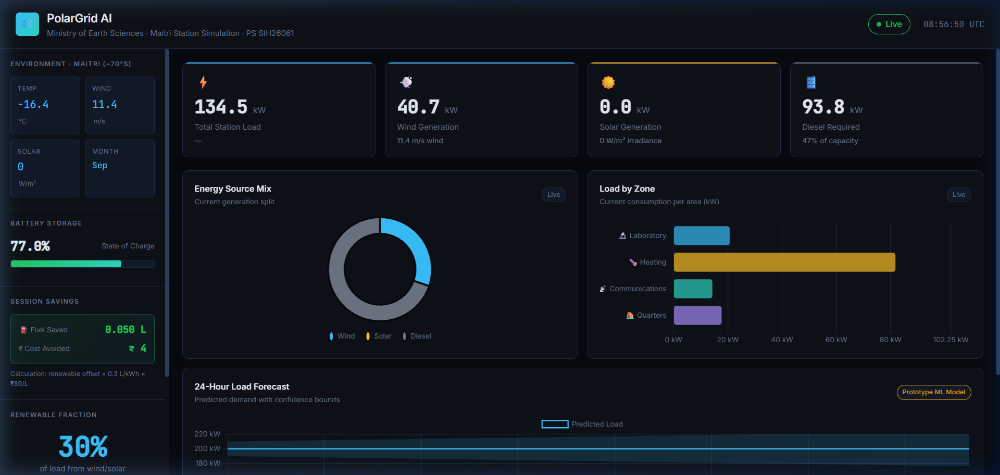 PolarGrid AI
Ministry of Earth Sciences · Maitri Station Simulation · PS SIH26061
Live
08:56:50 UTC
ENVIRONMENT · MAITRI (~70°S)
TEMP
-16.4
°C
WIND
11.4
m/s
SOLAR
0
W/m²
MONTH
Sep
BATTERY STORAGE
77.0%
State of Charge
SESSION SAVINGS
Fuel Saved
0.050 L
₹ Cost Avoided
₹ 4
Calculation: renewable offset × 0.3 L/kWh ×
₹89/L
RENEWABLE FRACTION
30%
of load from wind/solar
134.5 kW
Total Station Load
—
40.7 kW
Wind Generation
11.4 m/s wind
0.0 kW
Solar Generation
0 W/m² irradiance
93.8 kW
Diesel Required
47% of capacity
Energy Source Mix
Current generation split
Live
Wind
Solar
Diesel
Load by Zone
Current consumption per area (kW)
Live
Laboratory
Heating
Communications
Quarters
0 kW
20 kW
40 kW
60 kW
80 kW
102.25 kW
24-Hour Load Forecast
Predicted demand with confidence bounds
Prototype ML Model
Predicted Load
220 kW
200 kW
180 kW